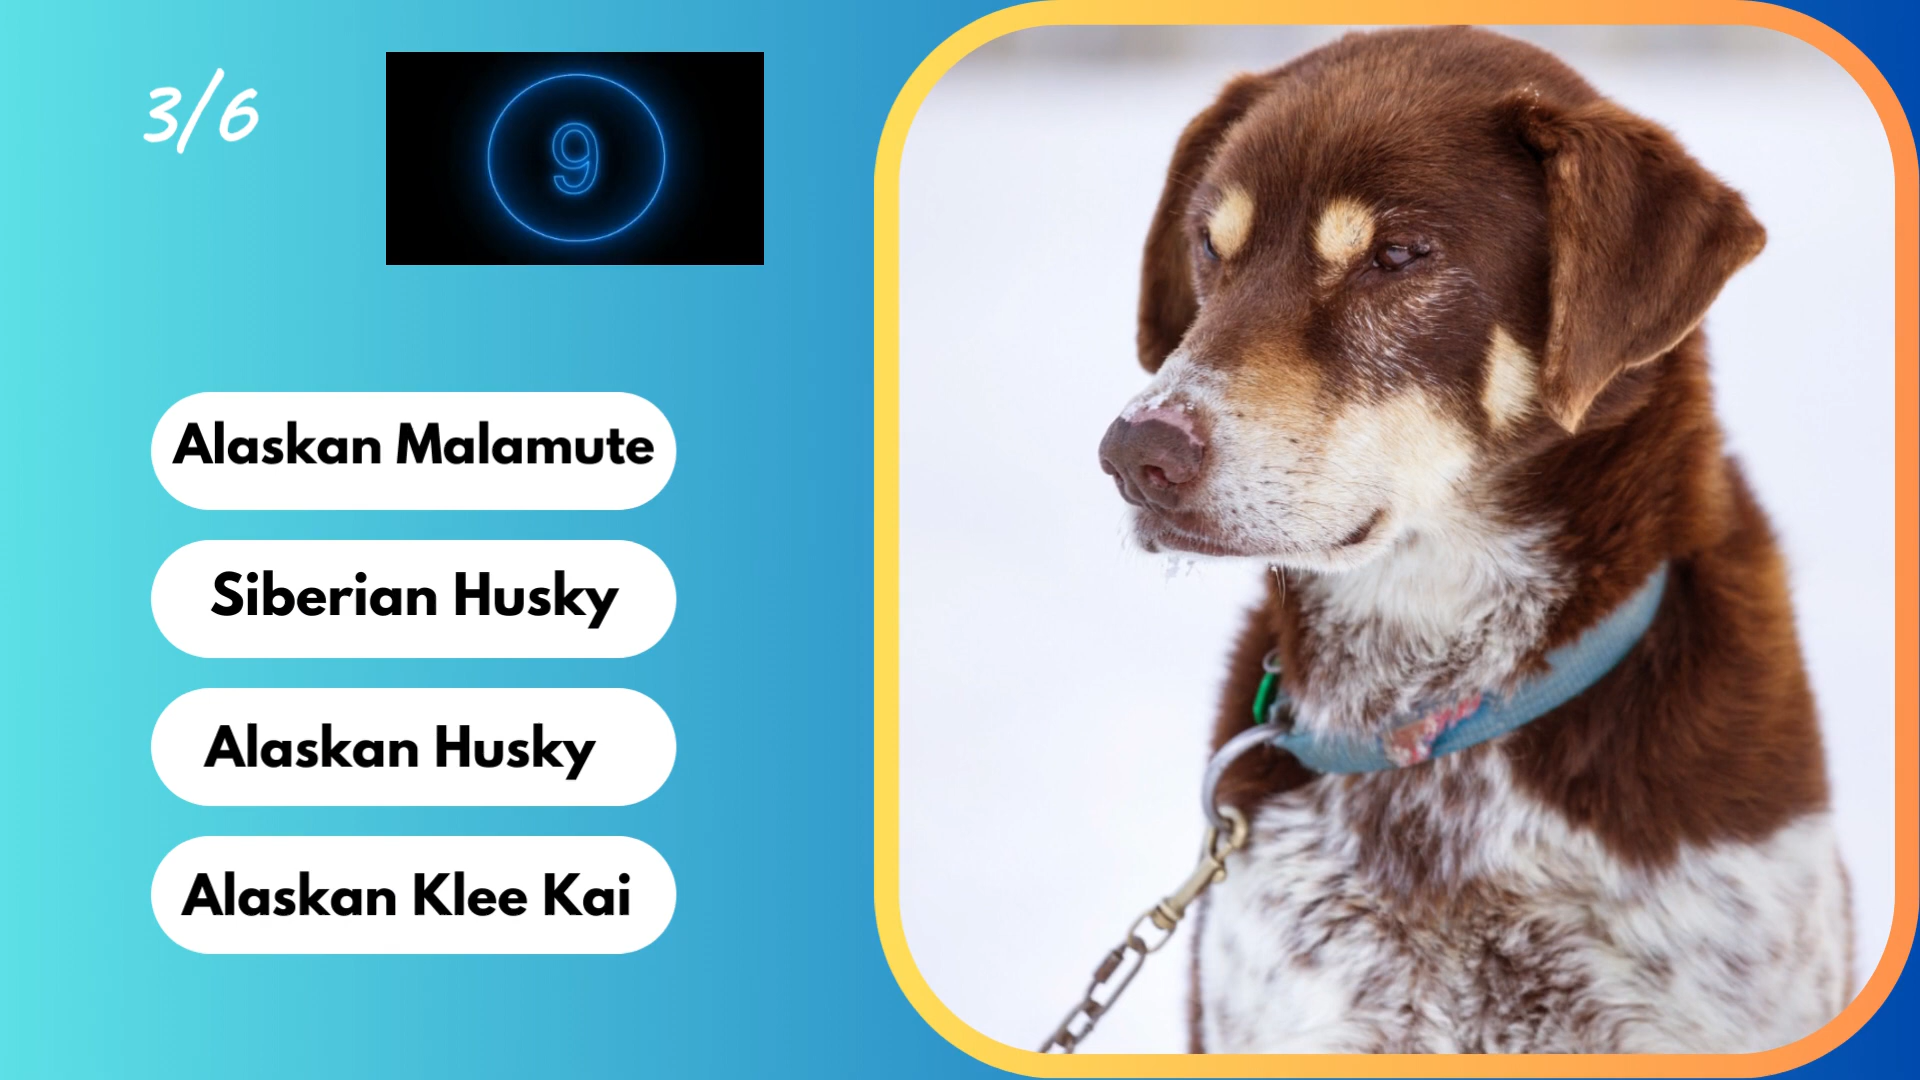 3/6
9
Alaskan Malamute
Siberian Husky
Alaskan Husky
Alaskan Klee Kai